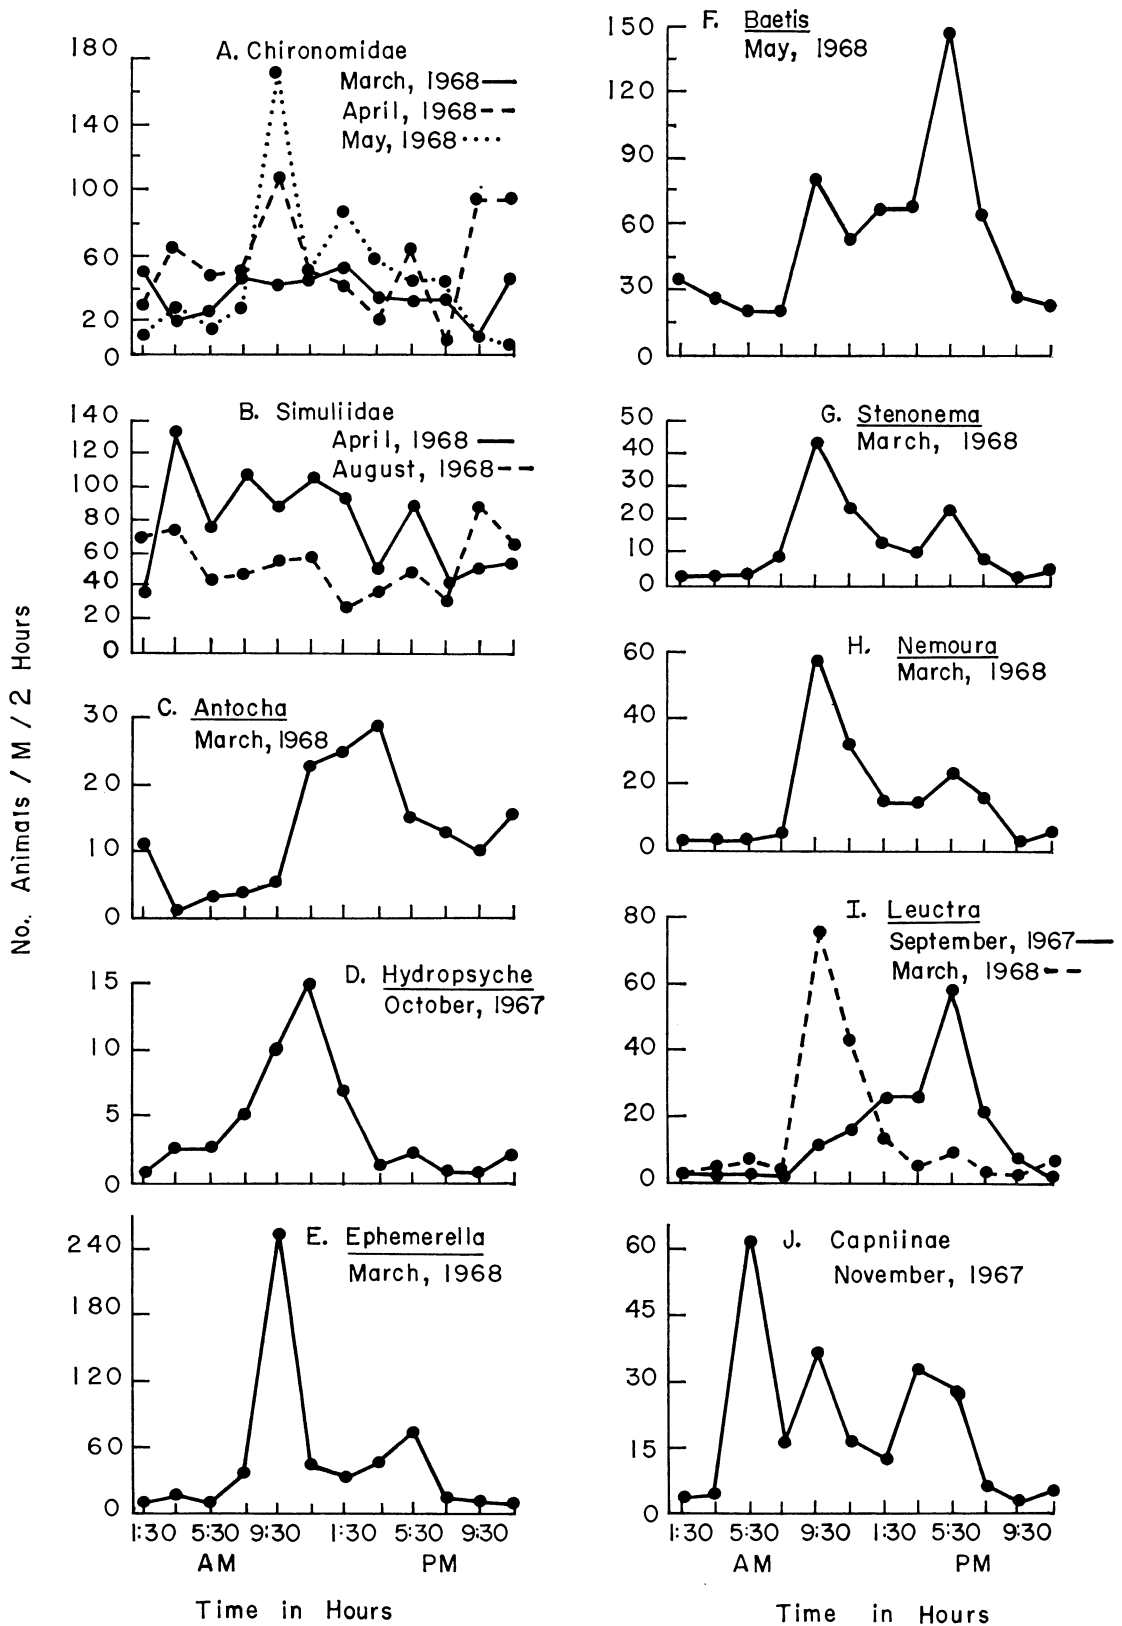 No. Animals / M / 2 Hours
A. Chironomidae
March, 1968
April, 1968
May, 1968
180
140
100
60
20
0
B. Simuliidae
April, 1968
August, 1968
140
120
100
80
60
40
20
0
C. Antocha
March, 1968
30
20
10
0
D. Hydropsyche
October, 1967
15
10
5
0
E. Ephemerella
March, 1968
240
180
120
60
0
1:30 5:30 9:30 1:30 5:30 9:30
AM PM
Time in Hours
F. Baetis
May, 1968
150
120
90
60
30
0
G. Stenonema
March, 1968
50
40
30
20
10
0
H. Nemoura
March, 1968
60
40
20
0
I. Leuctra
September, 1967
March, 1968
80
60
40
20
0
J. Capniinae
November, 1967
60
45
30
15
0
1:30 5:30 9:30 1:30 5:30 9:30
AM PM
Time in Hours